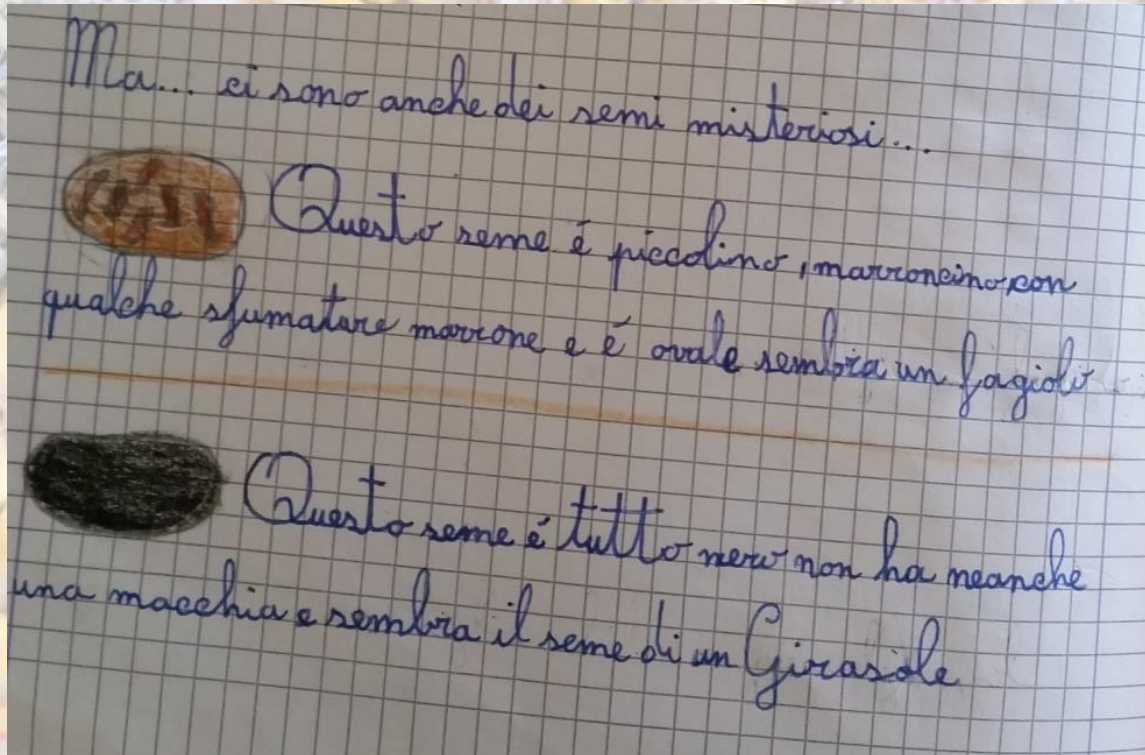 Ma... ci sono anche dei semi misteriosi...
Questo seme é piccolino, marroncino, con
qualche sfumature marrone e é ovale sembra un fagiolo
Questo seme é tutto nero non ha neanche
una macchia e sembra il seme di un Girasole